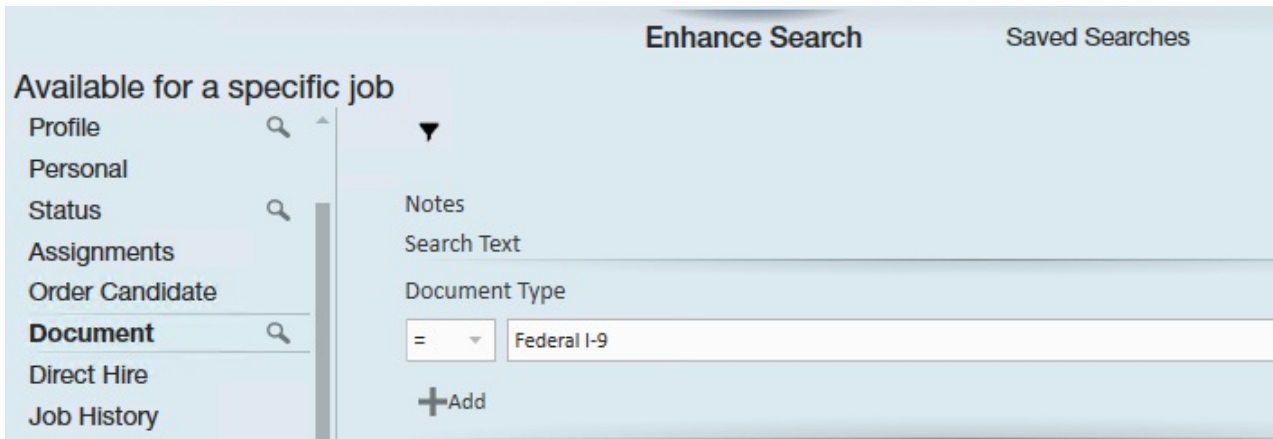 Enhance Search
Saved Searches
Available for a specific job
Profile
Personal
Status
Assignments
Order Candidate
Document
Direct Hire
Job History
Notes
Search Text
Document Type
= Federal I-9
Add